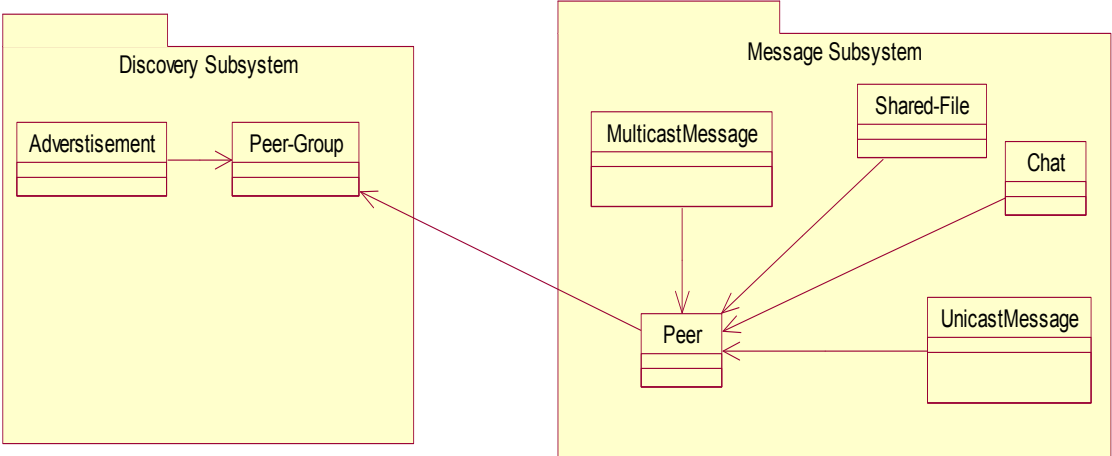 Discovery Subsystem
Adverstisement
Peer-Group
Message Subsystem
MulticastMessage
Shared-File
Chat
Peer
UnicastMessage